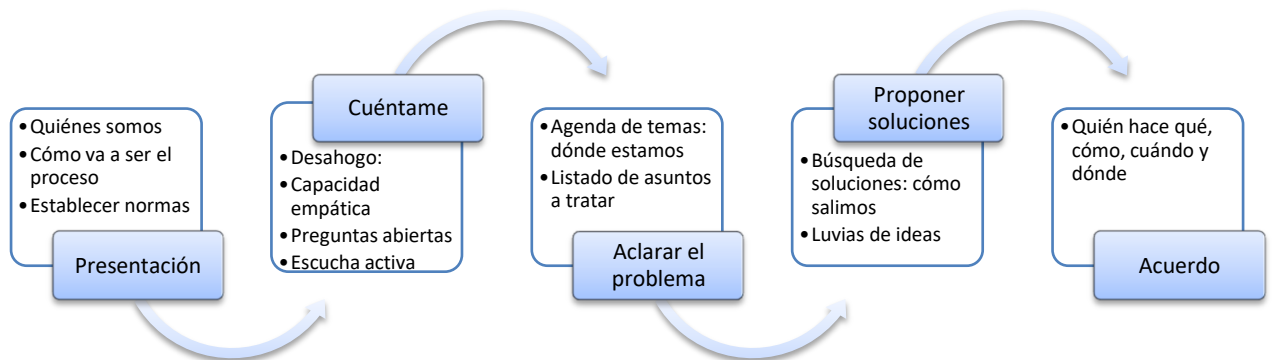 •Quiénes somos
•Cómo va a ser el
proceso
•Establecer normas
Presentación
Cuéntame
•Desahogo:
•Capacidad
empática
•Preguntas abiertas
•Escucha activa
•Agenda de temas:
dónde estamos
•Listado de asuntos
a tratar
Aclarar el
problema
Proponer
soluciones
•Búsqueda de
soluciones: cómo
salimos
•Luvias de ideas
•Quién hace qué,
cómo, cuándo y
dónde
Acuerdo